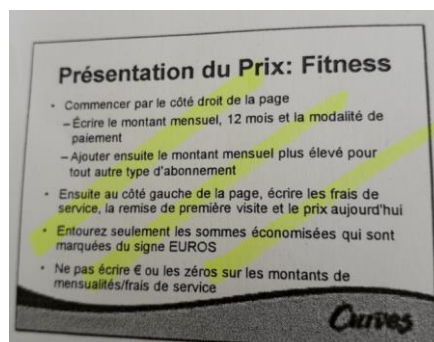 Présentation du Prix: Fitness
• Commencer par le côté droit de la page
– Écrire le montant mensuel, 12 mois et la modalité de
paiement
– Ajouter ensuite le montant mensuel plus élevé pour
tout autre type d'abonnement
• Ensuite au côté gauche de la page, écrire les frais de
service, la remise de première visite et le prix aujourd'hui
• Entourez seulement les sommes économisées qui sont
marquées du signe EUROS
• Ne pas écrire € ou les zéros sur les montants de
mensualités/frais de service
Curves